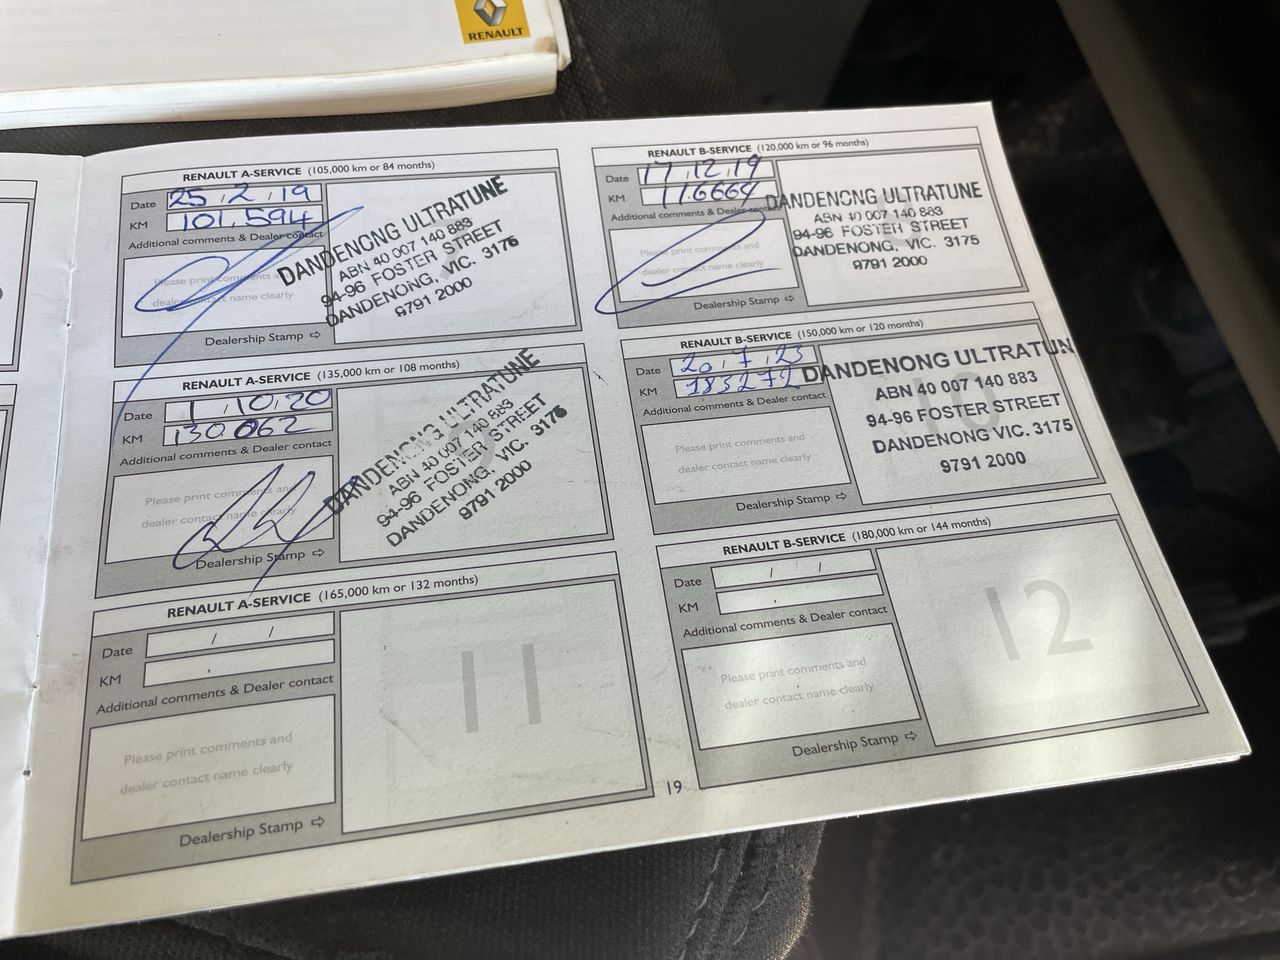 RENAULT
RENAULT A-SERVICE (105,000 km or 84 months)
Date 25 . 2 . 19
KM 101,594
Additional comments & Dealer contact
Please print comments and
dealer contact name clearly
Dealership Stamp ⇨
DANDENONG ULTRATUNE
ABN 40 007 140 883
94-96 FOSTER STREET
DANDENONG, VIC. 3175
9791 2000
RENAULT B-SERVICE (120,000 km or 96 months)
Date 17.12.19
KM 11.6664
Additional comments & Dealer contact
Please print comments and
dealer contact name clearly
Dealership Stamp ⇨
DANDENONG ULTRATUNE
ABN 40 007 140 883
94-96 FOSTER STREET
DANDENONG, VIC. 3175
9791 2000
RENAULT A-SERVICE (135,000 km or 108 months)
Date 1 . 10 . 20
KM 130.062
Additional comments & Dealer contact
Please print comments and
dealer contact name clearly
Dealership Stamp ⇨
DANDENONG ULTRATUNE
ABN 40 007 140 883
94-96 FOSTER STREET
DANDENONG, VIC. 3175
9791 2000
RENAULT B-SERVICE (150,000 km or 120 months)
Date 20 . 7 . 23
KM 183272
Additional comments & Dealer contact
Please print comments and
dealer contact name clearly
Dealership Stamp ⇨
10
DANDENONG ULTRATUN
ABN 40 007 140 883
94-96 FOSTER STREET
DANDENONG VIC. 3175
9791 2000
RENAULT A-SERVICE (165,000 km or 132 months)
Date / /
KM ,
Additional comments & Dealer contact
Please print comments and
dealer contact name clearly
Dealership Stamp ⇨
11
RENAULT B-SERVICE (180,000 km or 144 months)
Date / /
KM ,
Additional comments & Dealer contact
Please print comments and
dealer contact name clearly
Dealership Stamp ⇨
12
19